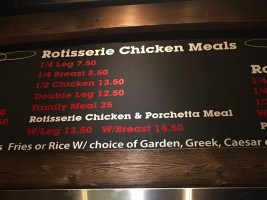 Rotisserie Chicken Meals
1/4 Leg 7.50
1/4 Breast 8.50
1/2 Chicken 13.50
Double Leg 12.50
Family Meal 25
Rotisserie Chicken & Porchetta Meal
W/Leg 13.50 W/Breast 14.50
Fries or Rice W/ choice of Garden, Greek, Caesar